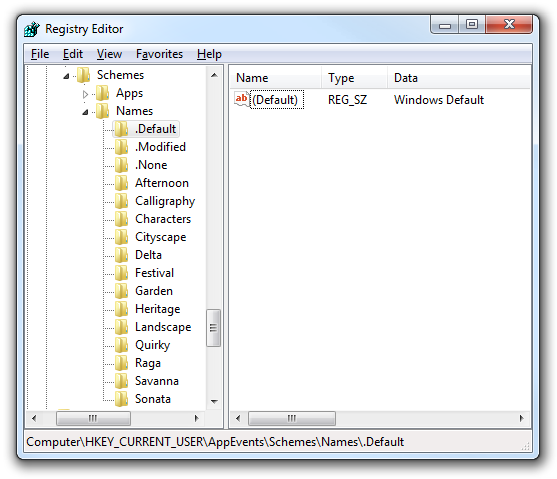 Registry Editor
File Edit View Favorites Help
Schemes
Apps
Names
.Default
.Modified
.None
Afternoon
Calligraphy
Characters
Cityscape
Delta
Festival
Garden
Heritage
Landscape
Quirky
Raga
Savanna
Sonata
Name Type Data
ab (Default) REG_SZ Windows Default
Computer\HKEY_CURRENT_USER\AppEvents\Schemes\Names\.Default